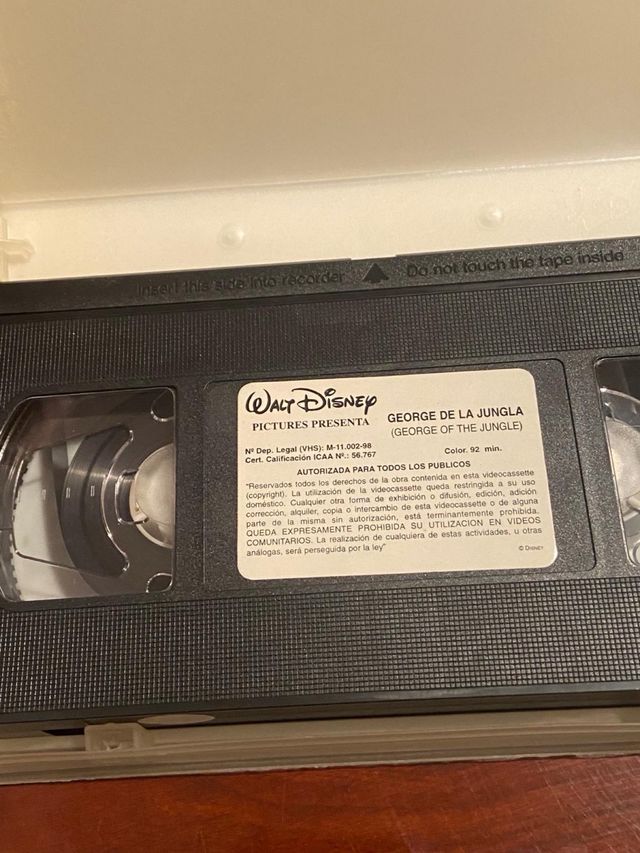 Insert this side into recorder Do not touch the tape inside
WALT DISNEY
PICTURES PRESENTA
GEORGE DE LA JUNGLA
(GEORGE OF THE JUNGLE)
Nº Dep. Legal (VHS): M-11.002-98
Cert. Calificación ICAA Nº.: 56.767
Color. 92 min.
AUTORIZADA PARA TODOS LOS PUBLICOS
"Reservados todos los derechos de la obra contenida en esta videocassette
(copyright). La utilización de la videocassette queda restringida a su uso
doméstico. Cualquier otra forma de exhibición o difusión, edición, adición
corrección, alquiler, copia o intercambio de esta videocassette o de alguna
parte de la misma sin autorización, está terminantemente prohibida.
QUEDA EXPRESAMENTE PROHIBIDA SU UTILIZACION EN VIDEOS
COMUNITARIOS. La realización de cualquiera de estas actividades, u otras
análogas, será perseguida por la ley"
© DISNEY